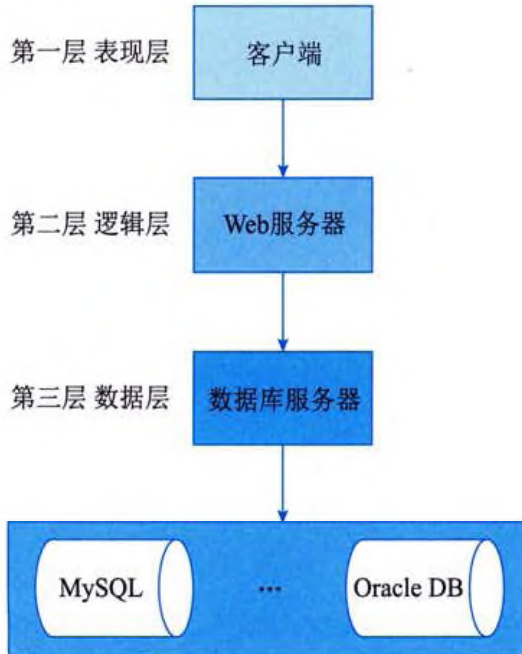 第一层 表现层
客户端
第二层 逻辑层
Web服务器
第三层 数据层
数据库服务器
MySQL
...
Oracle DB